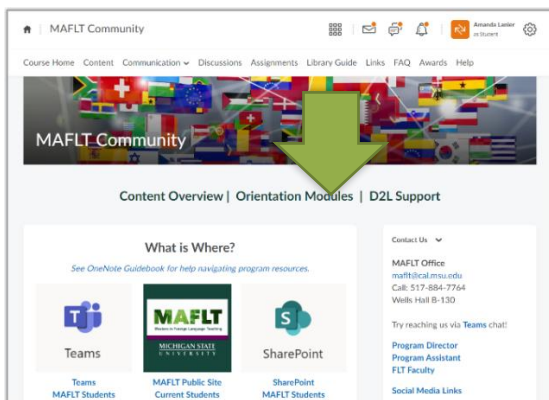 MAFLT Community
Amanda Lanier
as Student
Course Home Content Communication Discussions Assignments Library Guide Links FAQ Awards Help
MAFLT Community
Content Overview | Orientation Modules | D2L Support
What is Where?
See OneNote Guidebook for help navigating program resources.
Teams
MAFLT
Masters in Foreign Language Teaching
MICHIGAN STATE
UNIVERSITY
SharePoint
Teams
MAFLT Students
MAFLT Public Site
Current Students
SharePoint
MAFLT Students
Contact Us
MAFLT Office
maflt@cal.msu.edu
Call: 517-884-7764
Wells Hall B-130
Try reaching us via Teams chat!
Program Director
Program Assistant
FLT Faculty
Social Media Links